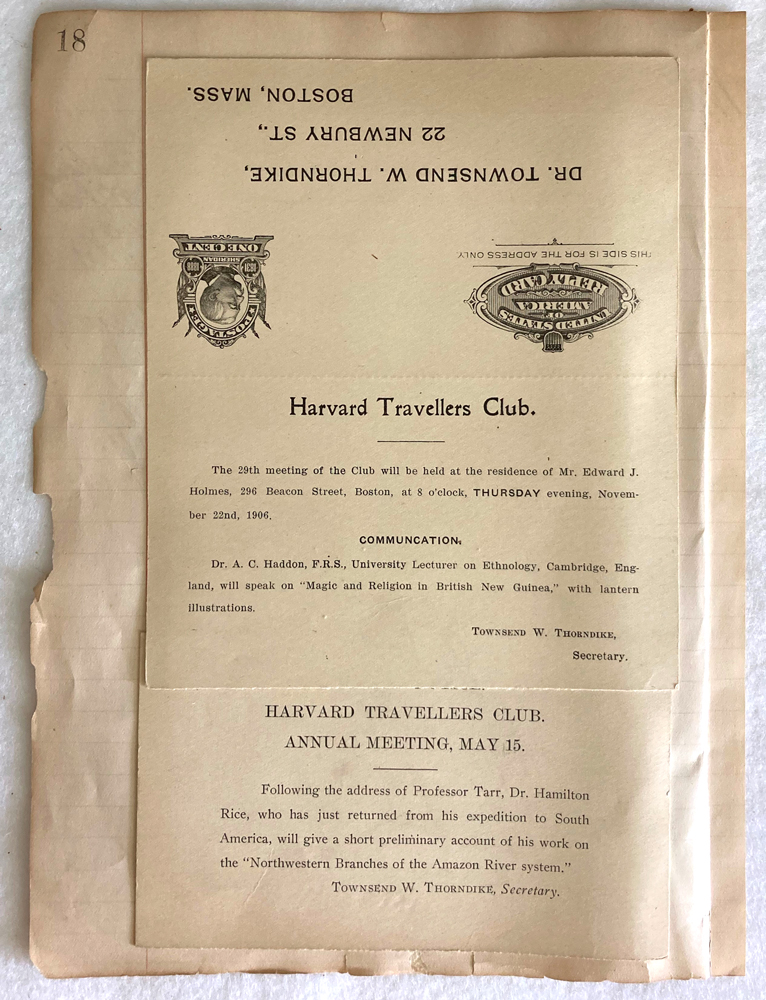 18
DR. TOWNSEND W. THORNDIKE,
22 NEWBURY ST.,
BOSTON, MASS.
UNITED STATES
OF
AMERICA
REPLY CARD
THIS SIDE IS FOR THE ADDRESS ONLY
POSTAGE
1831 1888
SHERIDAN
ONE CENT
Harvard Travellers Club.
The 29th meeting of the Club will be held at the residence of Mr. Edward J.
Holmes, 296 Beacon Street, Boston, at 8 o'clock, THURSDAY evening, Novem-
ber 22nd, 1906.
COMMUNCATION.
Dr. A. C. Haddon, F.R.S., University Lecturer on Ethnology, Cambridge, Eng-
land, will speak on "Magic and Religion in British New Guinea," with lantern
illustrations.
TOWNSEND W. THORNDIKE,
Secretary.
HARVARD TRAVELLERS CLUB.
ANNUAL MEETING, MAY 15.
Following the address of Professor Tarr, Dr. Hamilton
Rice, who has just returned from his expedition to South
America, will give a short preliminary account of his work on
the "Northwestern Branches of the Amazon River system."
TOWNSEND W. THORNDIKE, Secretary.